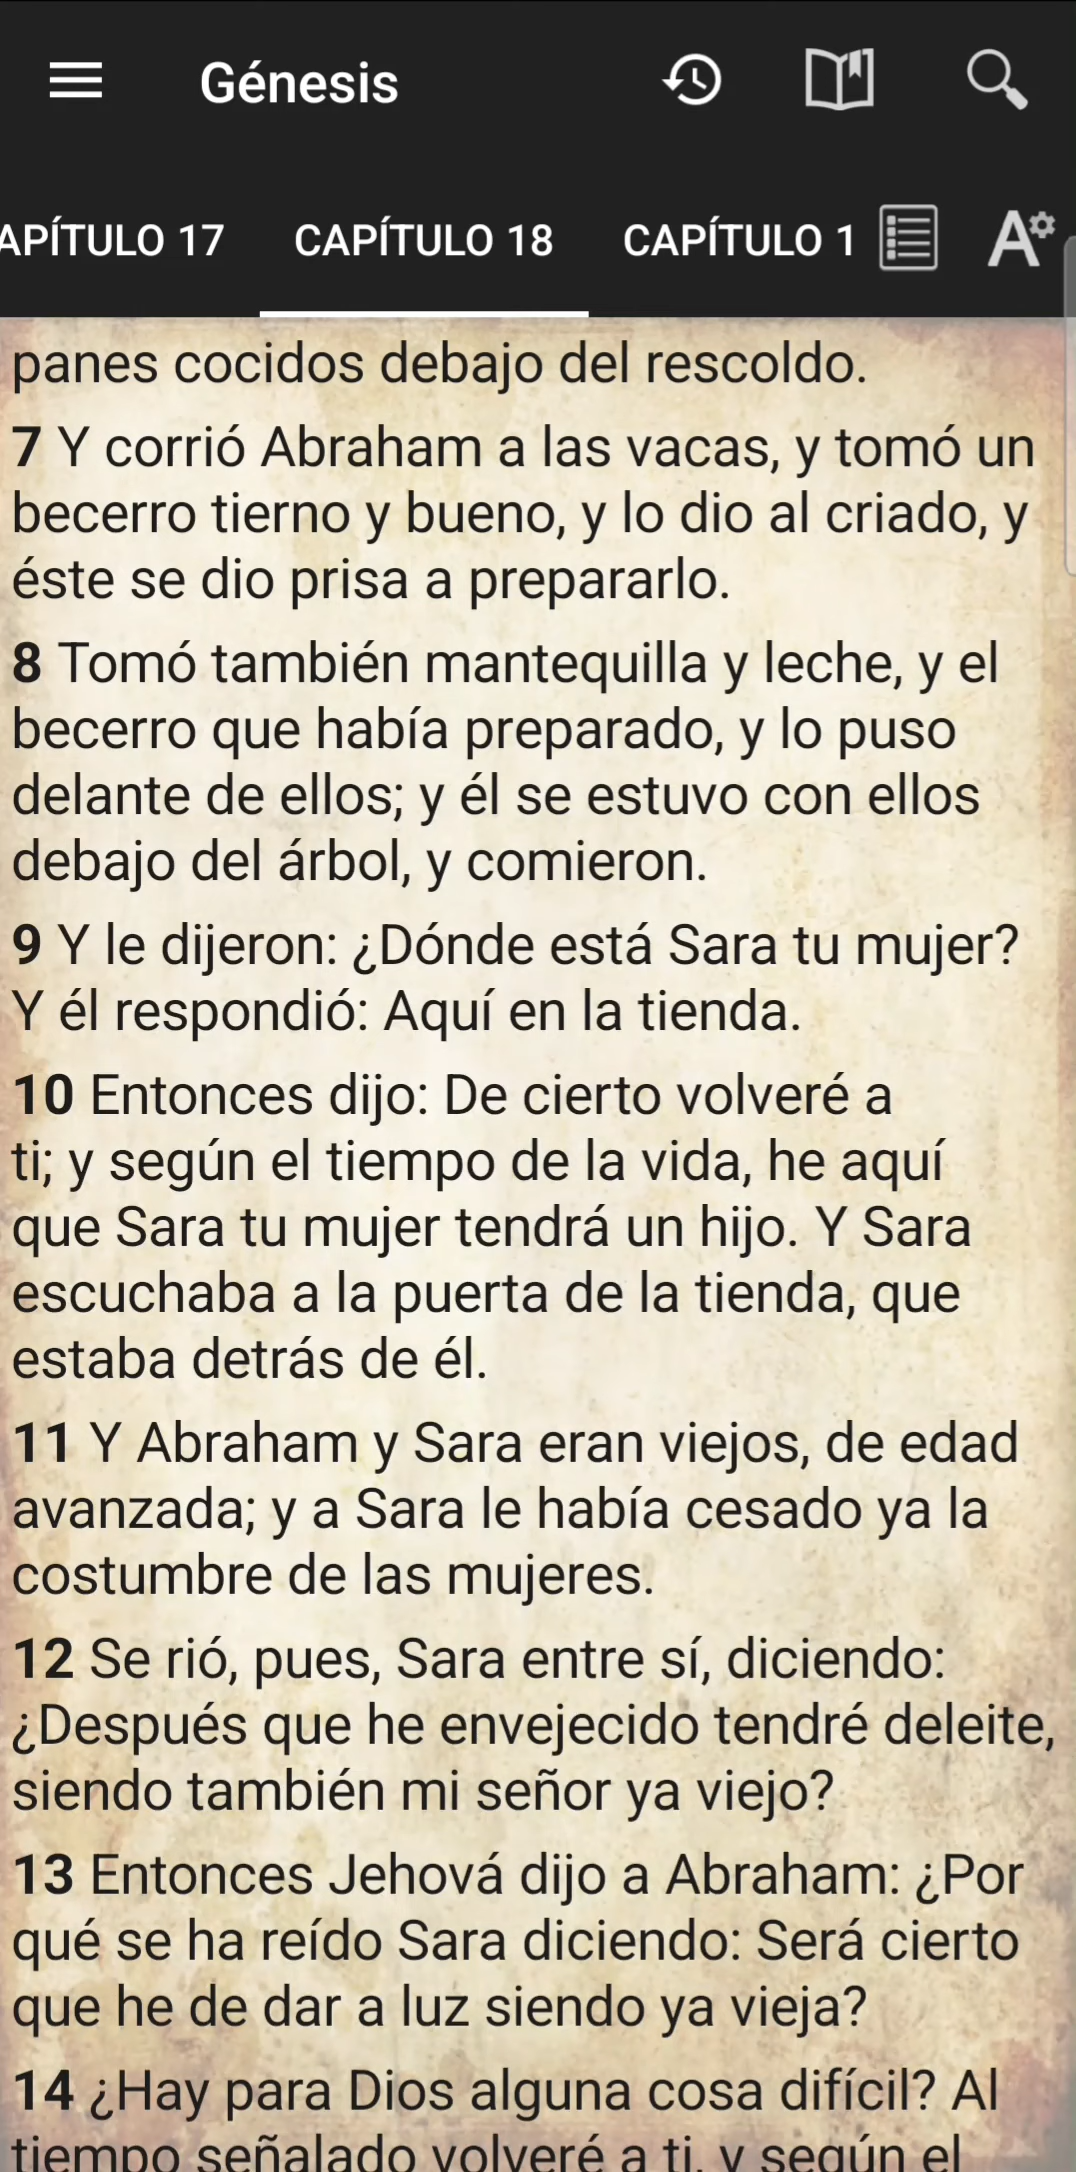 Génesis
APÍTULO 17 CAPÍTULO 18 CAPÍTULO 1
panes cocidos debajo del rescoldo.
7 Y corrió Abraham a las vacas, y tomó un
becerro tierno y bueno, y lo dio al criado, y
éste se dio prisa a prepararlo.
8 Tomó también mantequilla y leche, y el
becerro que había preparado, y lo puso
delante de ellos; y él se estuvo con ellos
debajo del árbol, y comieron.
9 Y le dijeron: ¿Dónde está Sara tu mujer?
Y él respondió: Aquí en la tienda.
10 Entonces dijo: De cierto volveré a
ti; y según el tiempo de la vida, he aquí
que Sara tu mujer tendrá un hijo. Y Sara
escuchaba a la puerta de la tienda, que
estaba detrás de él.
11 Y Abraham y Sara eran viejos, de edad
avanzada; y a Sara le había cesado ya la
costumbre de las mujeres.
12 Se rió, pues, Sara entre sí, diciendo:
¿Después que he envejecido tendré deleite,
siendo también mi señor ya viejo?
13 Entonces Jehová dijo a Abraham: ¿Por
qué se ha reído Sara diciendo: Será cierto
que he de dar a luz siendo ya vieja?
14 ¿Hay para Dios alguna cosa difícil? Al
tiempo señalado volveré a ti, y según el